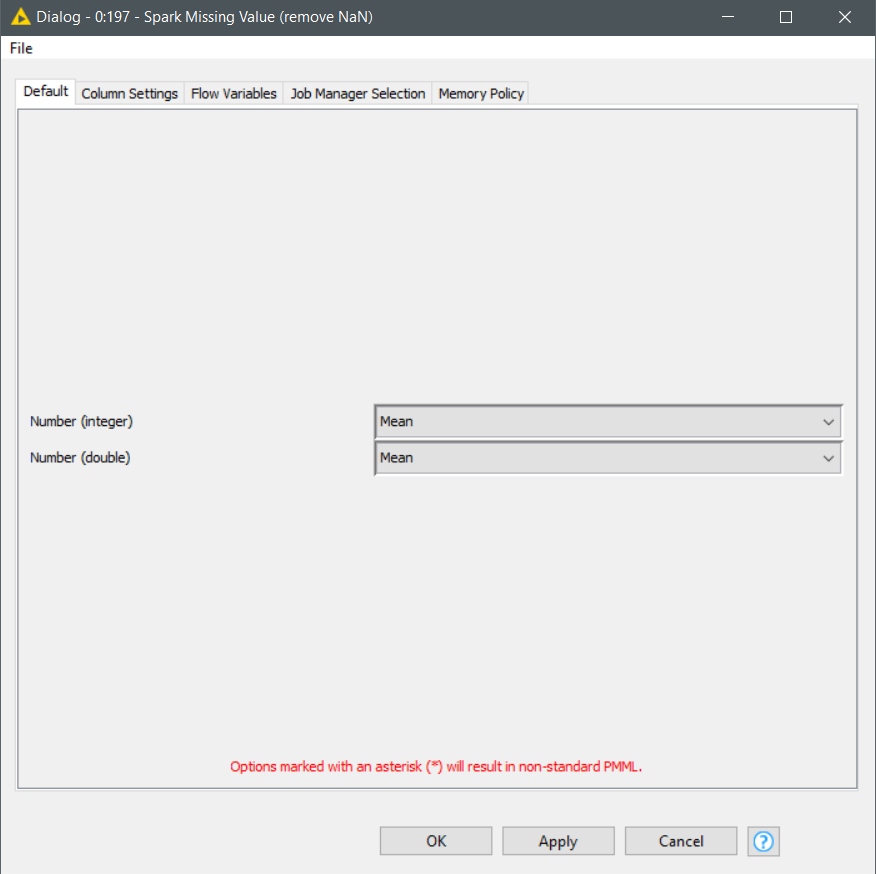 Dialog - 0:197 - Spark Missing Value (remove NaN)
File
Default Column Settings Flow Variables Job Manager Selection Memory Policy
Number (integer) Mean
Number (double) Mean
Options marked with an asterisk (*) will result in non-standard PMML.
OK Apply Cancel ?